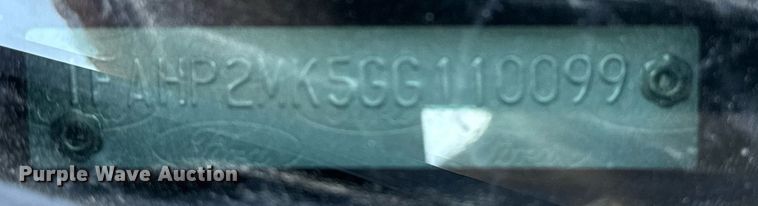 1FAHP2MK5GG110099
Purple Wave Auction